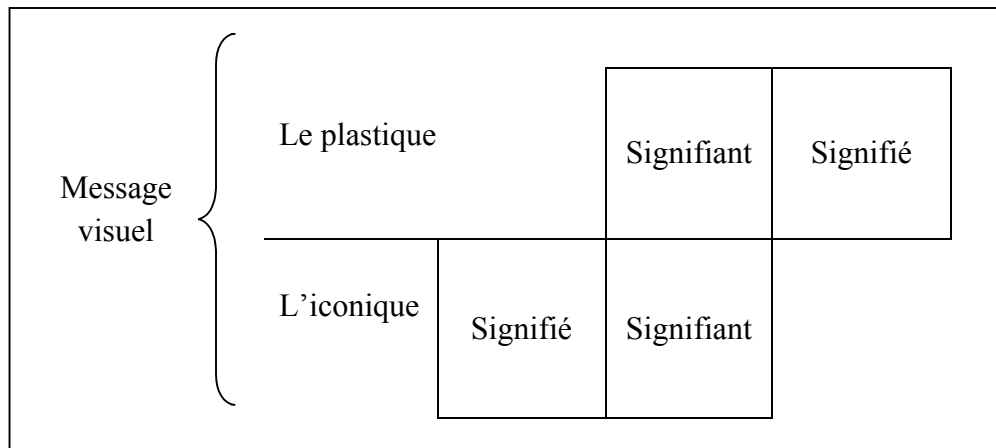 Message
visuel
Le plastique
Signifiant
Signifié
L’iconique
Signifié
Signifiant